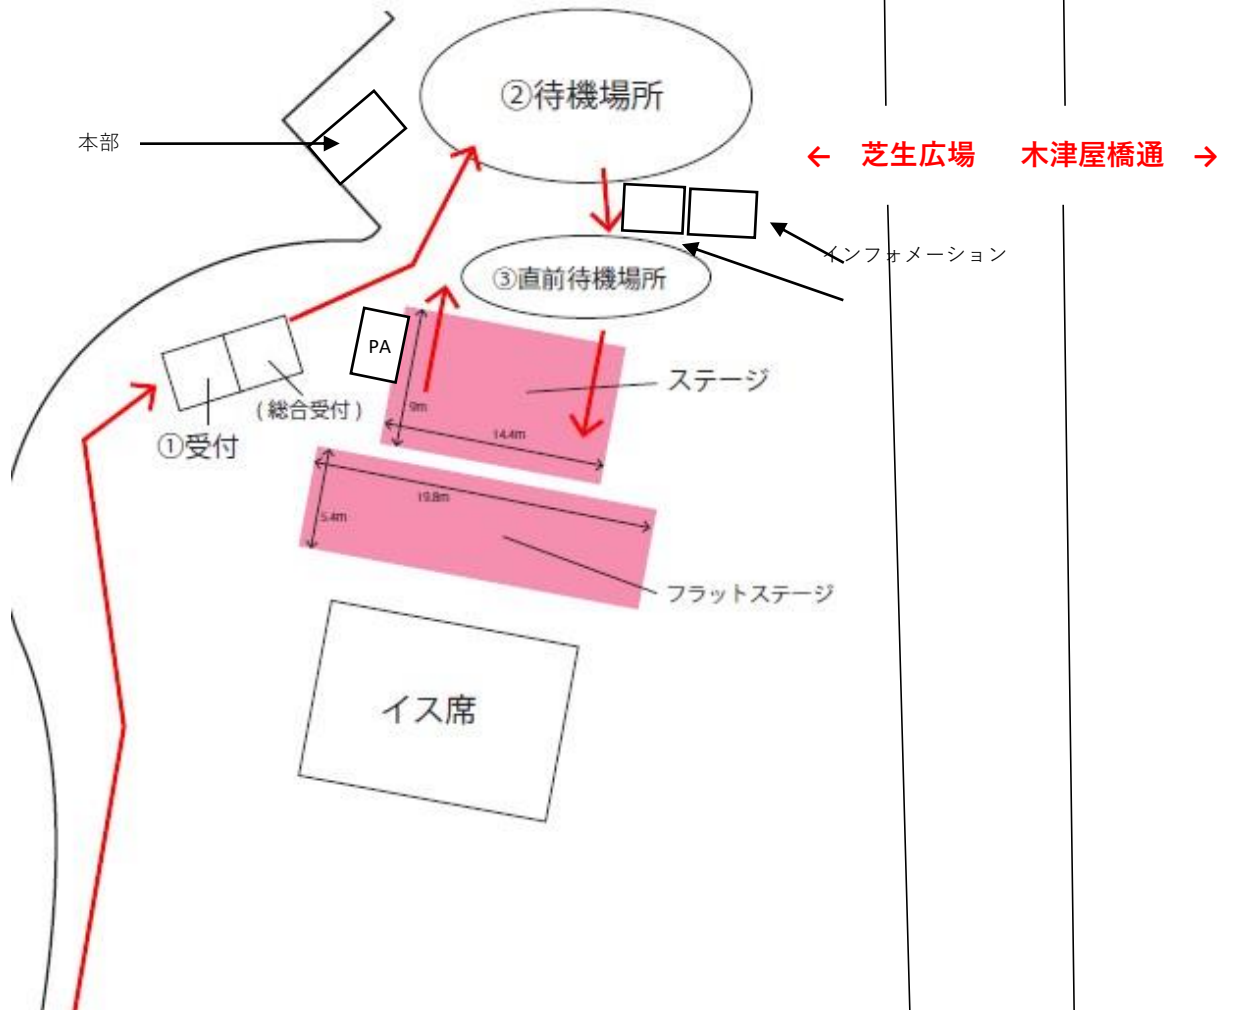 ②待機場所
本部
← 芝生広場 木津屋橋通 →
インフォメーション
③直前待機場所
PA
ステージ
(総合受付)
9m
14.4m
①受付
19.8m
5.4m
フラットステージ
イス席